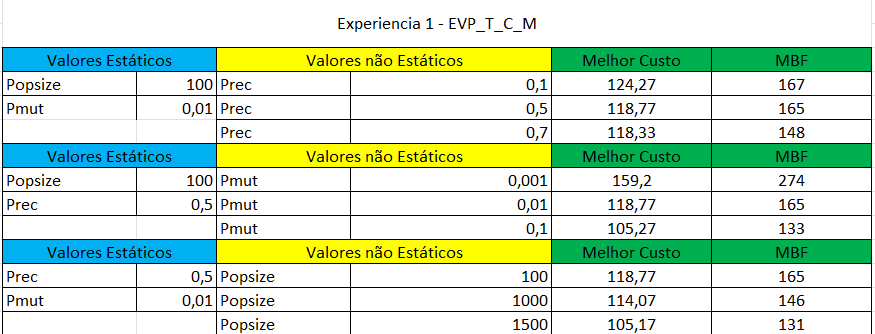 Experiencia 1 - EVP_T_C_M
Valores Estáticos Valores não Estáticos Melhor Custo MBF
Popsize 100 Prec 0,1 124,27 167
Pmut 0,01 Prec 0,5 118,77 165
Prec 0,7 118,33 148
Valores Estáticos Valores não Estáticos Melhor Custo MBF
Popsize 100 Pmut 0,001 159,2 274
Prec 0,5 Pmut 0,01 118,77 165
Pmut 0,1 105,27 133
Valores Estáticos Valores não Estáticos Melhor Custo MBF
Prec 0,5 Popsize 100 118,77 165
Pmut 0,01 Popsize 1000 114,07 146
Popsize 1500 105,17 131